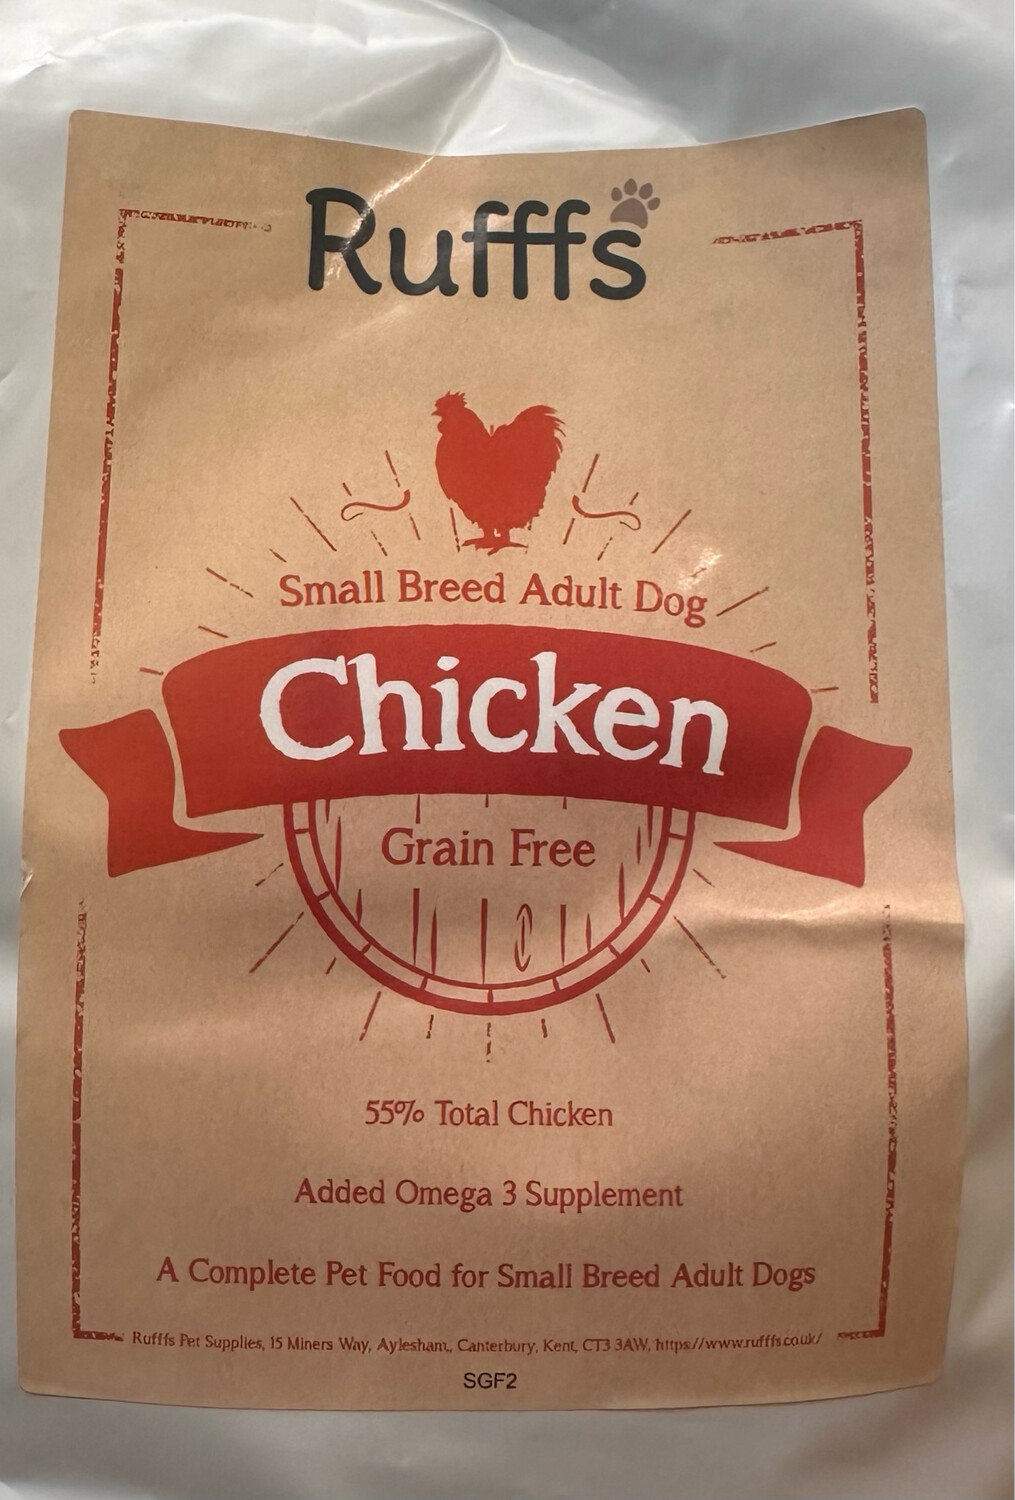 Rufffs
Small Breed Adult Dog
Chicken
Grain Free
55% Total Chicken
Added Omega 3 Supplement
A Complete Pet Food for Small Breed Adult Dogs
Rufffs Pet Supplies, 15 Miners Way, Aylesham, Canterbury, Kent, CT3 3AW, https://www.rufffs.co.uk/
SGF2